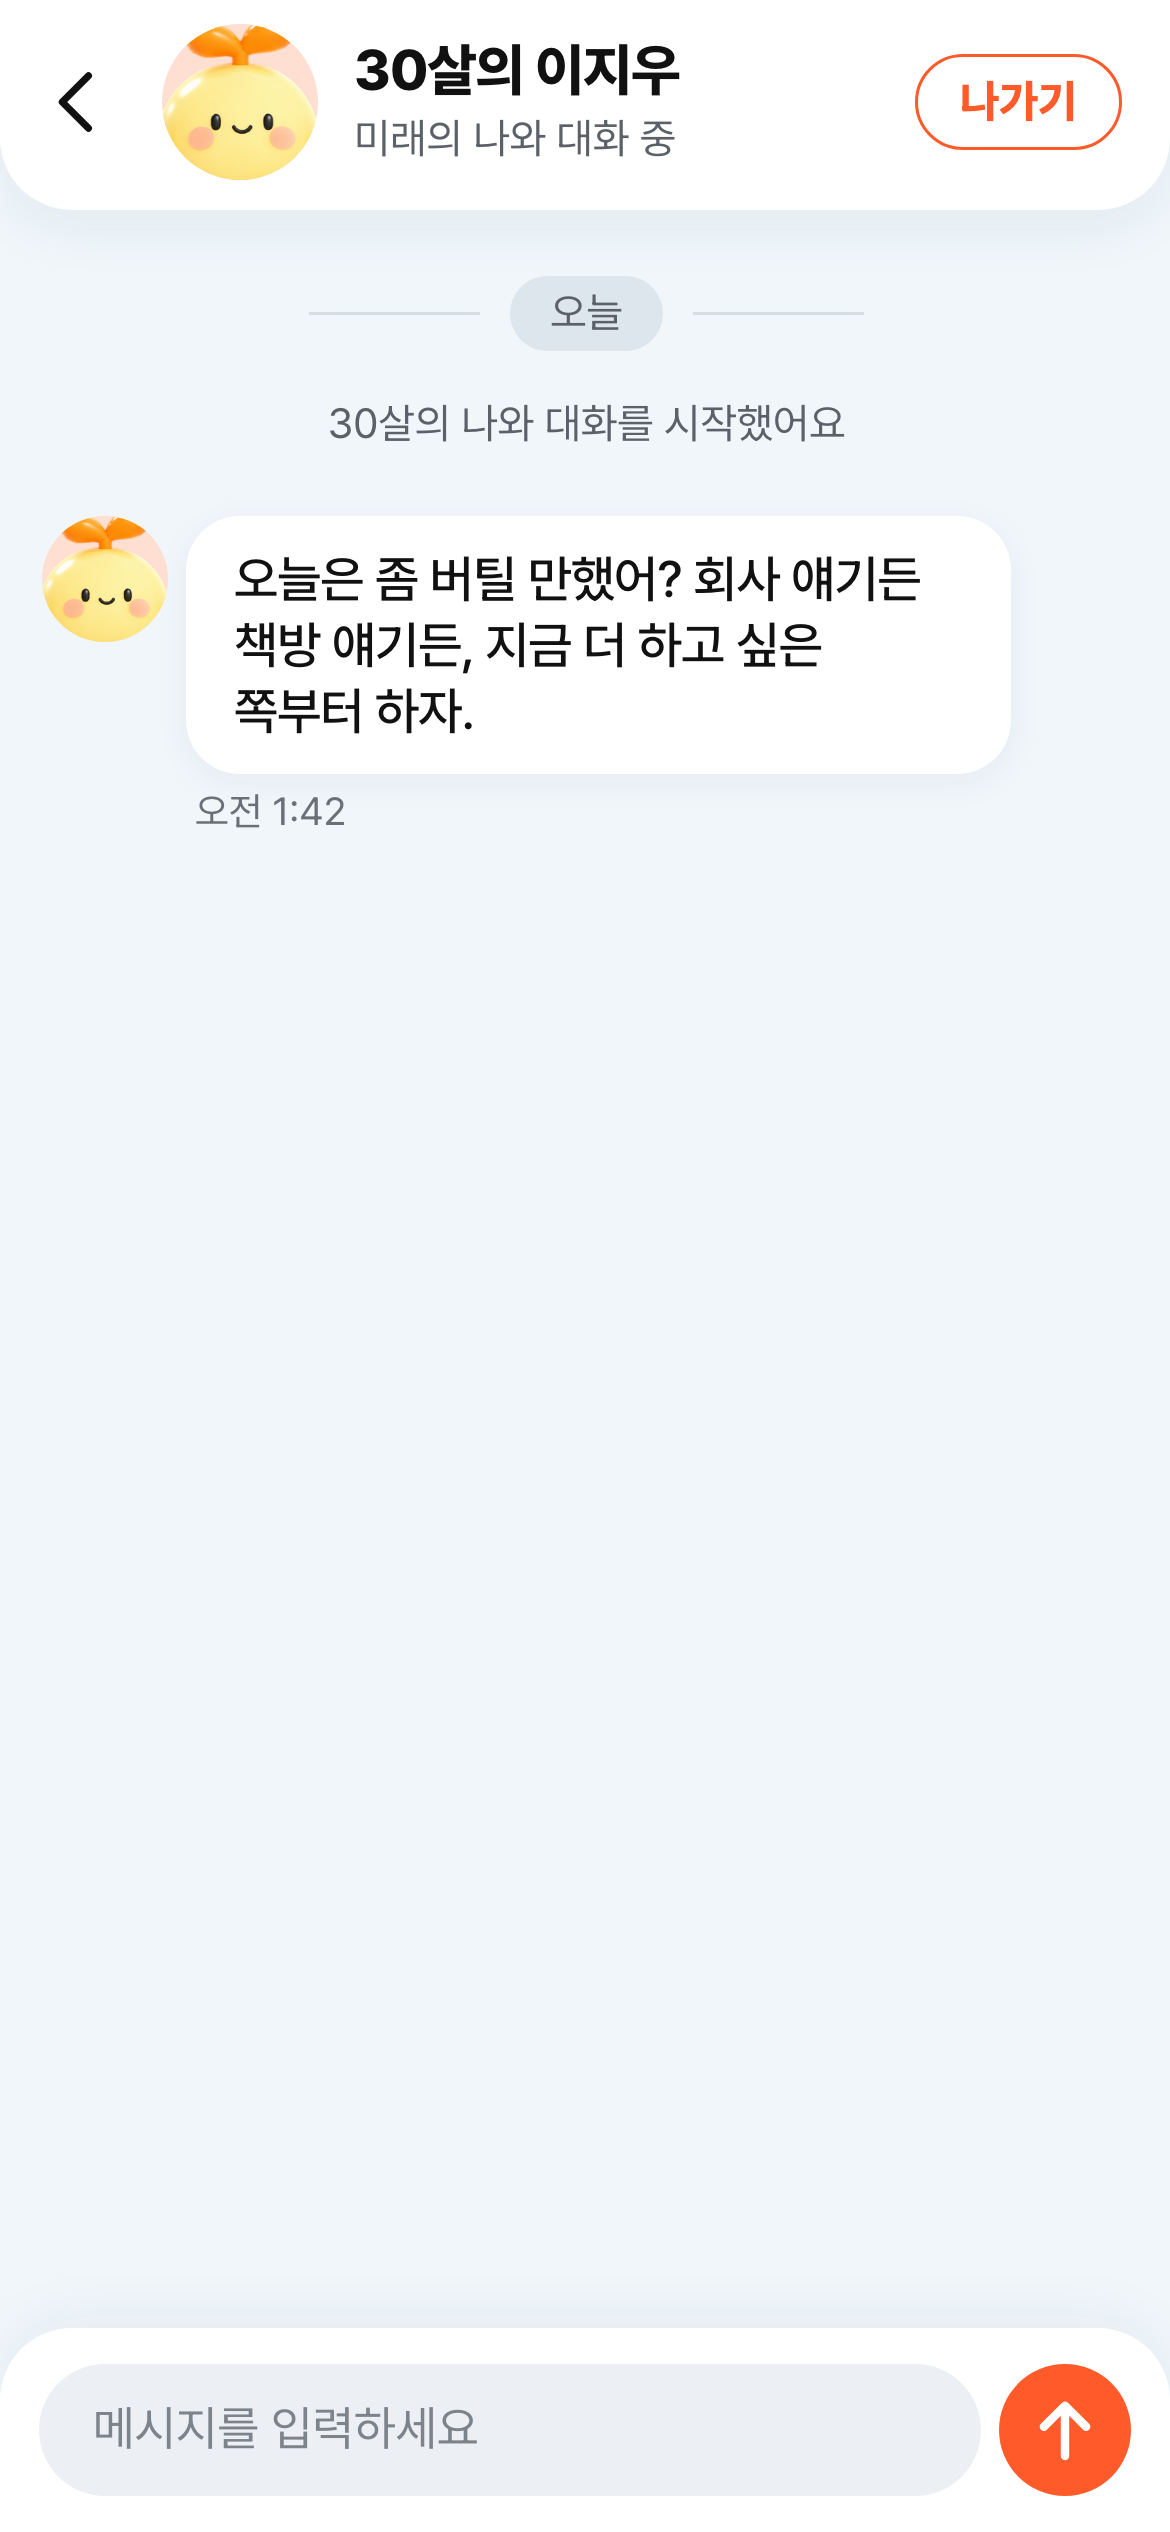 30살의 이지우
미래의 나와 대화 중
나가기
오늘
30살의 나와 대화를 시작했어요
오늘은 좀 버틸 만했어? 회사 얘기든
책방 얘기든, 지금 더 하고 싶은
쪽부터 하자.
오전 1:42
메시지를 입력하세요